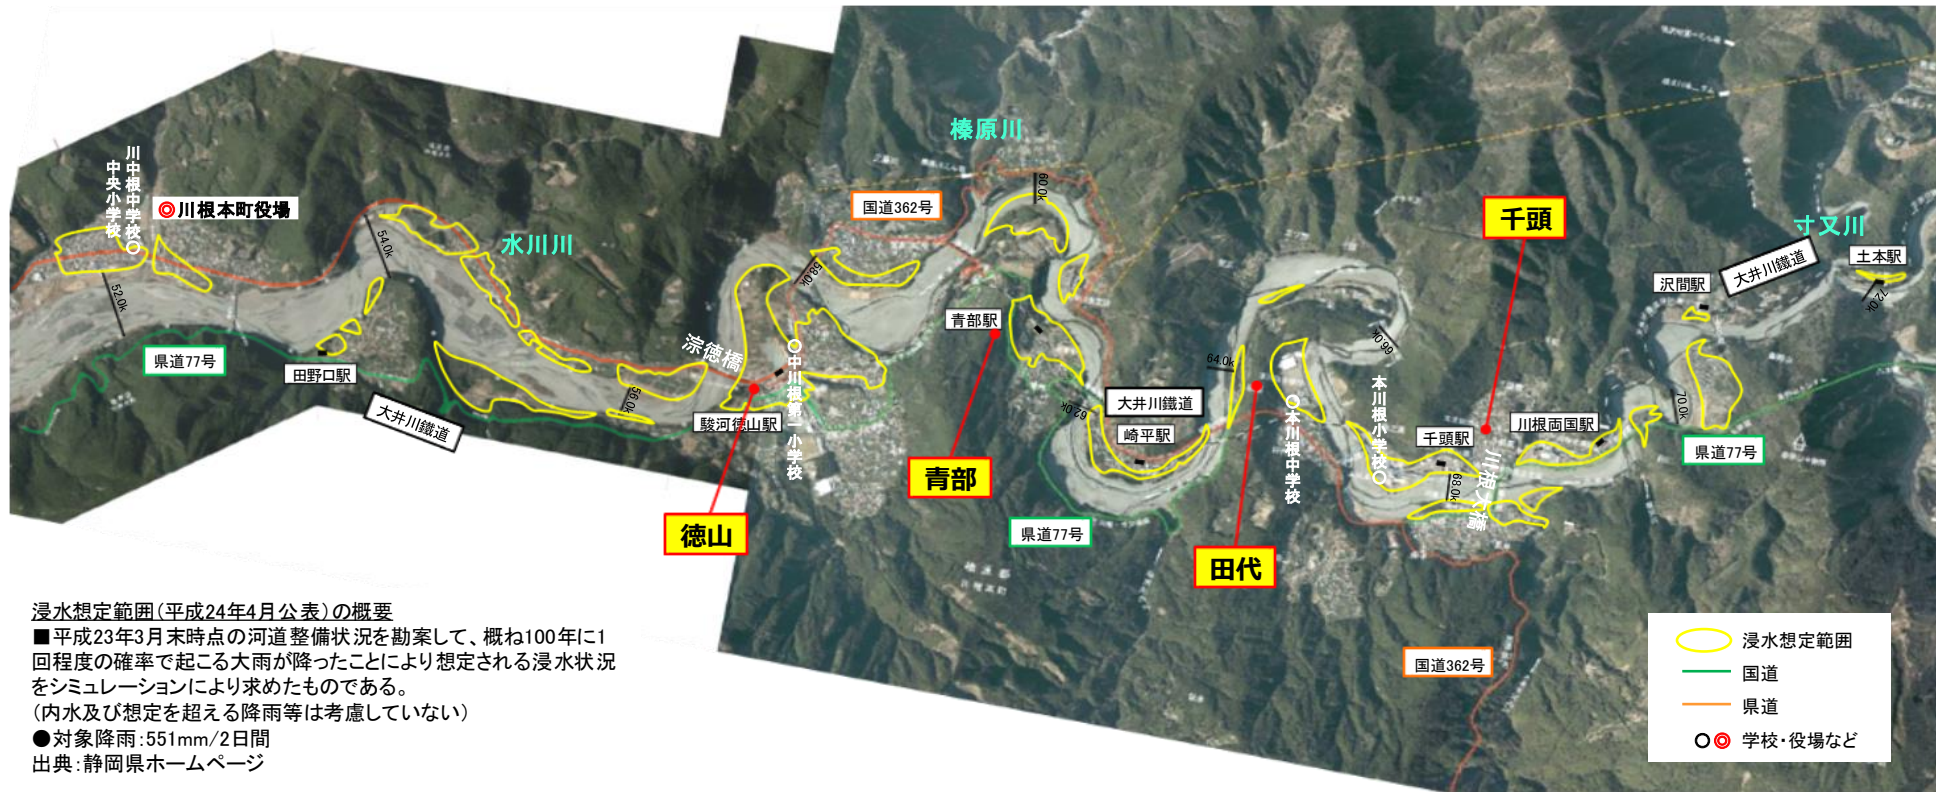 榛原川
川中根中学校○
中央小学校
◎川根本町役場
国道362号
千頭
水川川
寸又川
大井川鐵道
土本駅
沢間駅
54.0k
60.0k
58.0k
52.0k
72.0k
青部駅
県道77号
田野口駅
淙徳橋
○中川根第一小学校
66.0k
64.0k
大井川鐵道
56.0k
62.0k
70.0k
大井川鐵道
駿河徳山駅
崎平駅
○本川根中学校
本川根小学校○
千頭駅
川根両国駅
県道77号
川根大橋
68.0k
青部
徳山
県道77号
田代
国道362号
浸水想定範囲(平成24年4月公表)の概要
■平成23年3月末時点の河道整備状況を勘案して、概ね100年に1
回程度の確率で起こる大雨が降ったことにより想定される浸水状況
をシミュレーションにより求めたものである。
(内水及び想定を超える降雨等は考慮していない)
●対象降雨:551mm/2日間
出典:静岡県ホームページ
浸水想定範囲
国道
県道
○◎ 学校・役場など